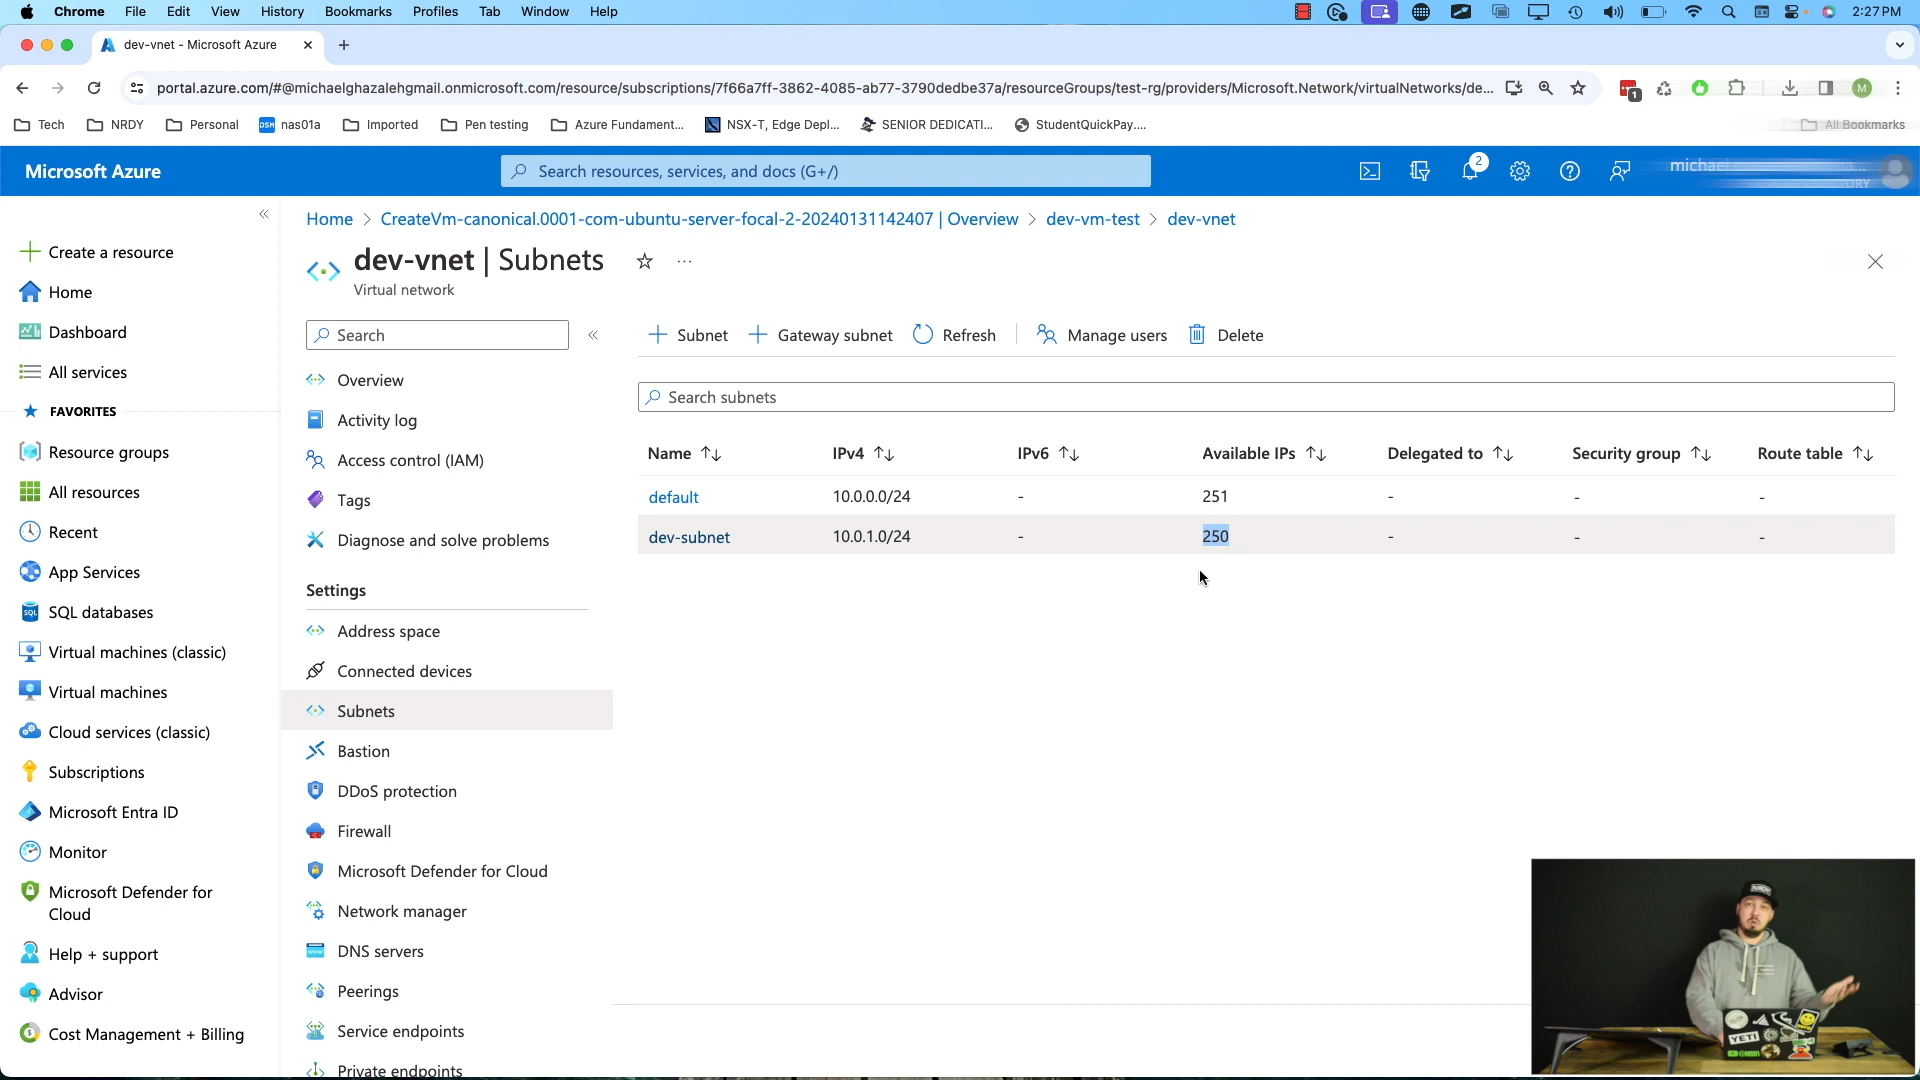 Chrome File Edit View History Bookmarks Profiles Tab Window Help 2:27 PM
dev-vnet - Microsoft Azure
portal.azure.com/#@michaelghazalehgmail.onmicrosoft.com/resource/subscriptions/7f66a7ff-3862-4085-ab77-3790dedbe37a/resourceGroups/test-rg/providers/Microsoft.Network/virtualNetworks/de... 1 M
Tech NRDY Personal DSM nas01a Imported Pen testing Azure Fundament... NSX-T, Edge Depl... SENIOR DEDICATI... StudentQuickPay.... All Bookmarks
Microsoft Azure
Search resources, services, and docs (G+/)
2
Home > CreateVm-canonical.0001-com-ubuntu-server-focal-2-20240131142407 | Overview > dev-vm-test > dev-vnet
dev-vnet | Subnets
Virtual network
Create a resource
Home
Dashboard
All services
FAVORITES
Resource groups
All resources
Recent
App Services
SQL databases
Virtual machines (classic)
Virtual machines
Cloud services (classic)
Subscriptions
Microsoft Entra ID
Monitor
Microsoft Defender for
Cloud
Help + support
Advisor
Cost Management + Billing
Search
Overview
Activity log
Access control (IAM)
Tags
Diagnose and solve problems
Settings
Address space
Connected devices
Subnets
Bastion
DDoS protection
Firewall
Microsoft Defender for Cloud
Network manager
DNS servers
Peerings
Service endpoints
Private endpoints
Subnet Gateway subnet Refresh Manage users Delete
Search subnets
Name IPv4 IPv6 Available IPs Delegated to Security group Route table
default 10.0.0.0/24 - 251 - - -
dev-subnet 10.0.1.0/24 - 250 - - -
YETI